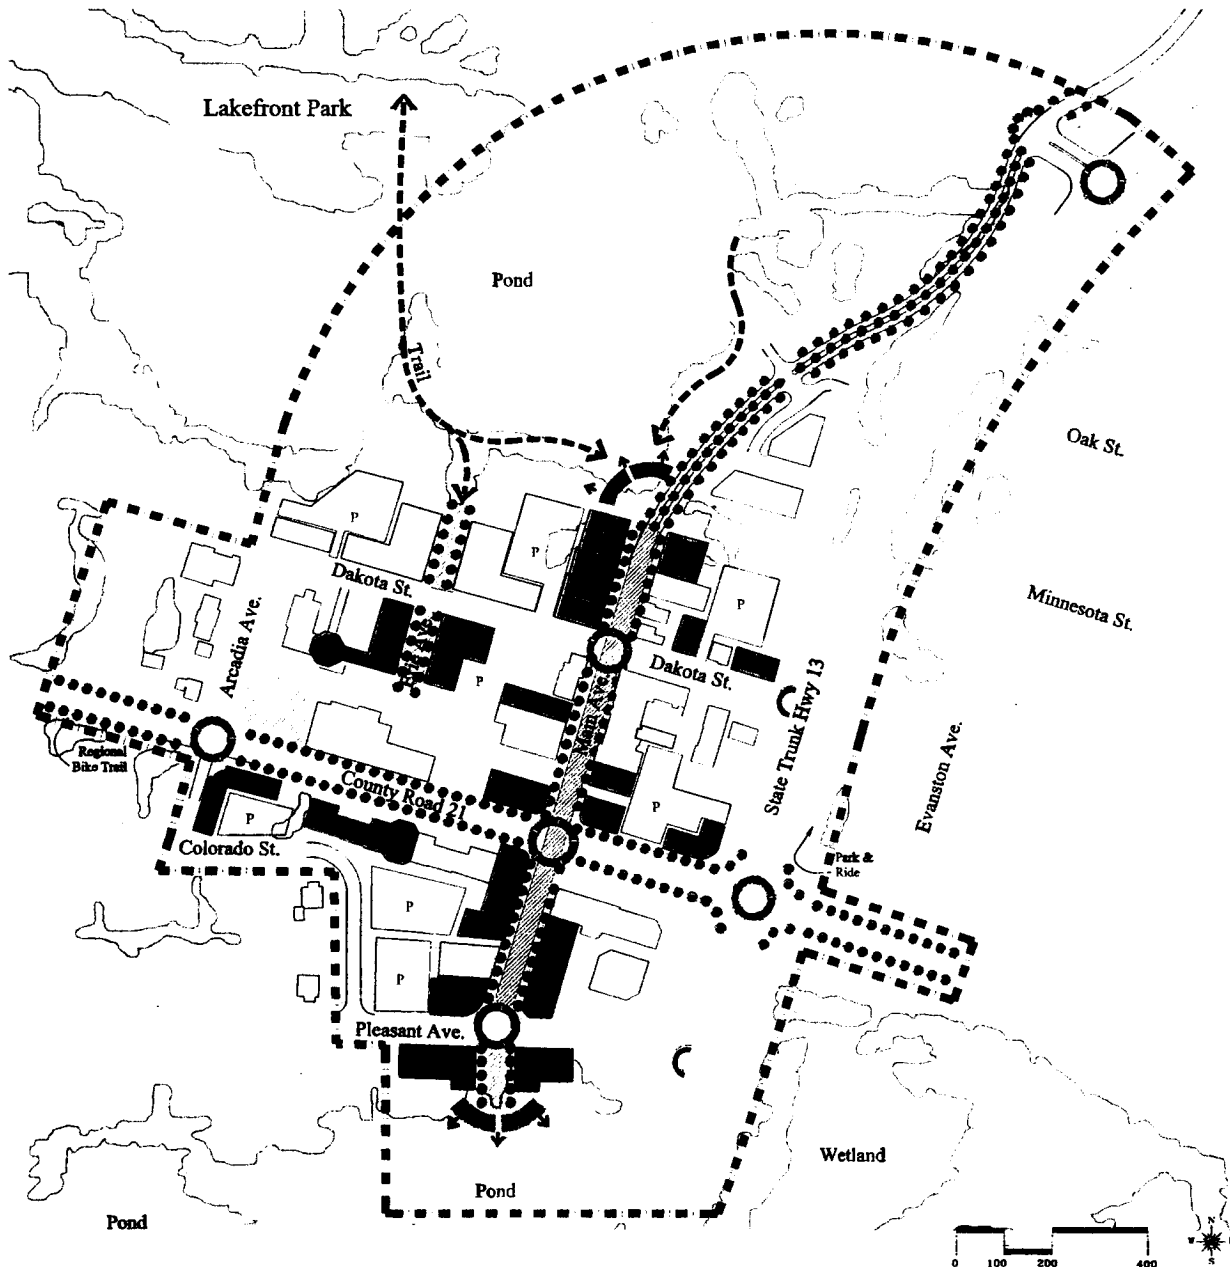 Lakefront Park
Pond
Trail
Oak St.
P
P
Dakota St.
P
Minnesota St.
Arcadia Ave.
Dakota St.
P
Main Ave.
State Trunk Hwy 13
Evanston Ave.
Regional
Bike Trail
County Road 21
P
P
Colorado St.
Park &
Ride
P
P
Pleasant Ave.
Wetland
Pond
Pond
N
W
S
0 100 200 400